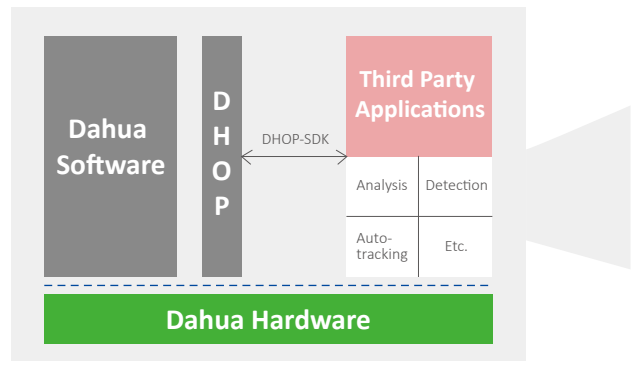 Dahua
Software
D
H
O
P
DHOP-SDK
Third Party
Applications
Analysis
Detection
Auto-
tracking
Etc.
Dahua Hardware